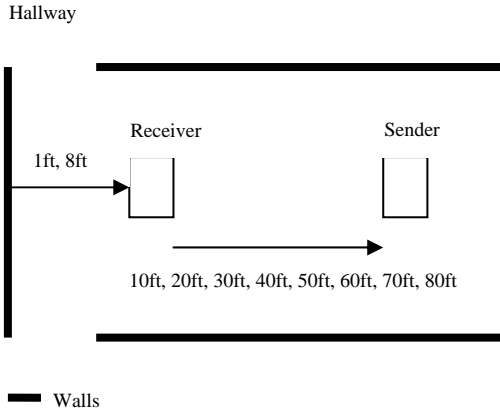 Hallway
Receiver
Sender
1ft, 8ft
10ft, 20ft, 30ft, 40ft, 50ft, 60ft, 70ft, 80ft
Walls